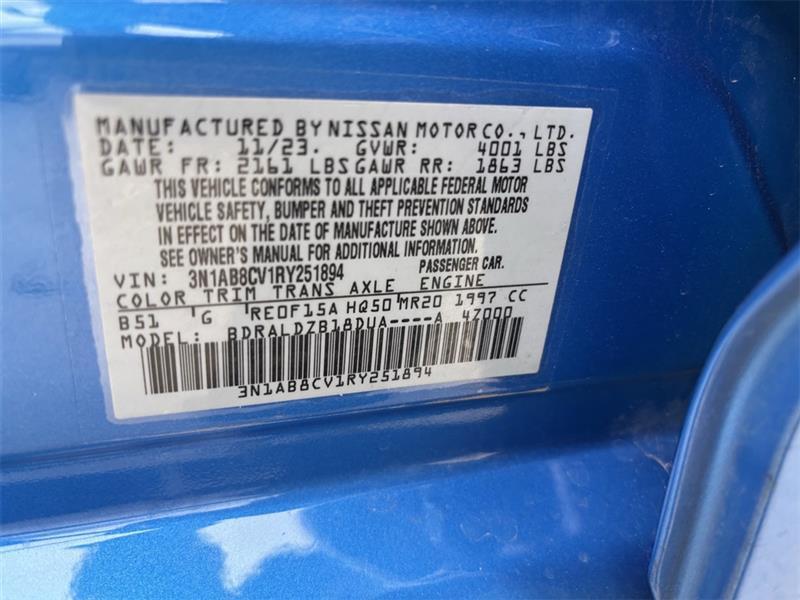 MANUFACTURED BY NISSAN MOTOR CO., LTD.
DATE: 11/23. GVWR: 4001 LBS
GAWR FR: 2161 LBS GAWR RR: 1863 LBS
THIS VEHICLE CONFORMS TO ALL APPLICABLE FEDERAL MOTOR
VEHICLE SAFETY, BUMPER AND THEFT PREVENTION STANDARDS
IN EFFECT ON THE DATE OF MANUFACTURE SHOWN ABOVE.
SEE OWNER'S MANUAL FOR ADDITIONAL INFORMATION.
VIN: 3N1AB8CV1RY251894 PASSENGER CAR.
COLOR TRIM TRANS AXLE ENGINE
B51 G RE0F15A HQ50 MR20 1997 CC
MODEL: BDRALDZB18DUA----A 47000
3N1AB8CV1RY251894